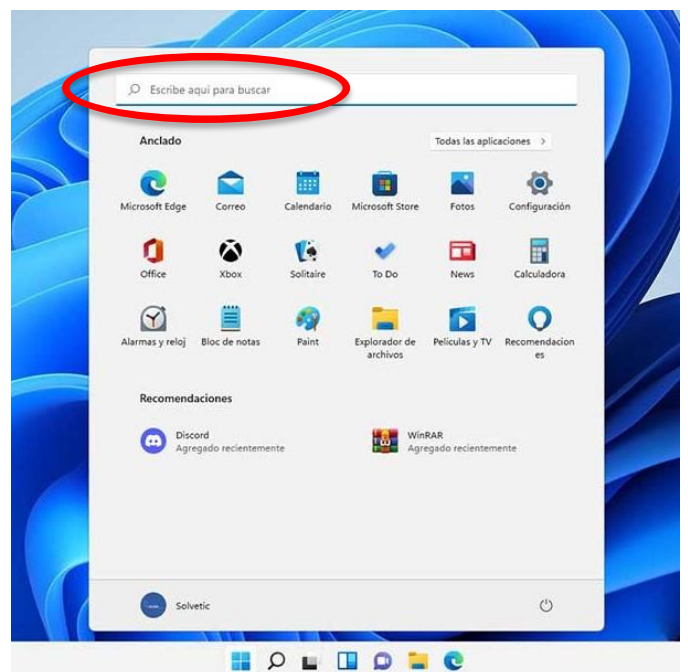 Escribe aquí para buscar
Anclado
Todas las aplicaciones >
Microsoft Edge
Correo
Calendario
Microsoft Store
Fotos
Configuración
Office
Xbox
Solitaire
To Do
News
Calculadora
Alarmas y reloj
Bloc de notas
Paint
Explorador de
archivos
Películas y TV
Recomendacion
es
Recomendaciones
Discord
Agregado recientemente
WinRAR
Agregado recientemente
Solvetic